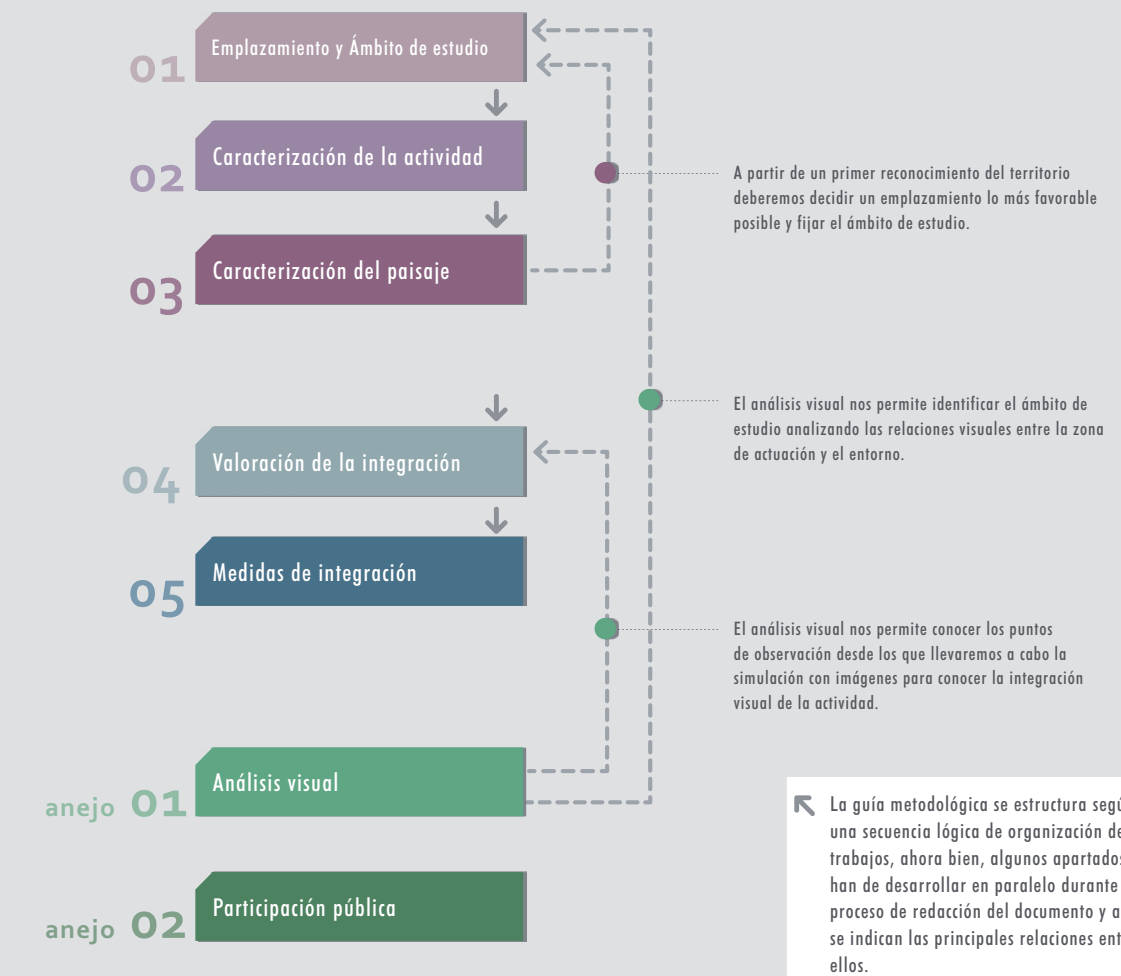 01 Emplazamiento y Ámbito de estudio
02 Caracterización de la actividad
A partir de un primer reconocimiento del territorio
deberemos decidir un emplazamiento lo más favorable
posible y fijar el ámbito de estudio.
03 Caracterización del paisaje
El análisis visual nos permite identificar el ámbito de
estudio analizando las relaciones visuales entre la zona
de actuación y el entorno.
04 Valoración de la integración
05 Medidas de integración
El análisis visual nos permite conocer los puntos
de observación desde los que llevaremos a cabo la
simulación con imágenes para conocer la integración
visual de la actividad.
anejo 01 Análisis visual
anejo 02 Participación pública
La guía metodológica se estructura
una secuencia lógica de organización
trabajos, ahora bien, algunos
han de desarrollar en paralelo durante
proceso de redacción del documento y
se indican las principales relaciones
ellos.